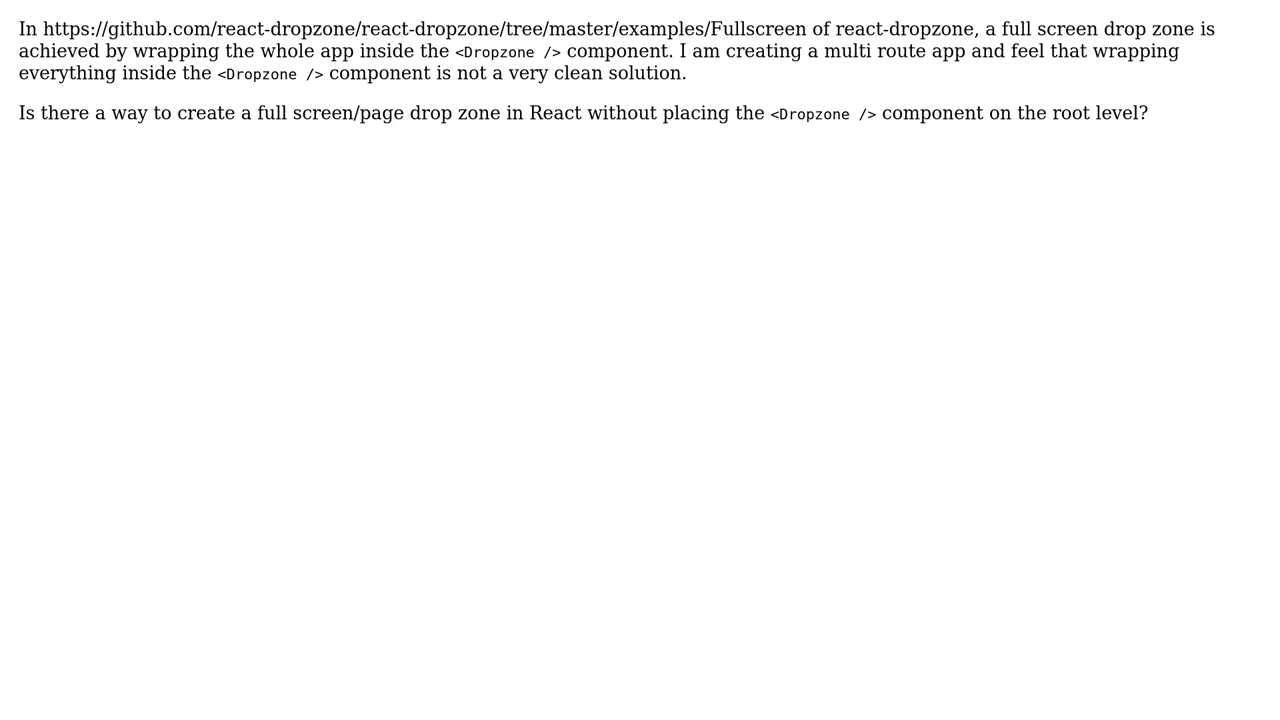 In https://github.com/react-dropzone/react-dropzone/tree/master/examples/Fullscreen of react-dropzone, a full screen drop zone is
achieved by wrapping the whole app inside the <Dropzone /> component. I am creating a multi route app and feel that wrapping
everything inside the <Dropzone /> component is not a very clean solution.
Is there a way to create a full screen/page drop zone in React without placing the <Dropzone /> component on the root level?